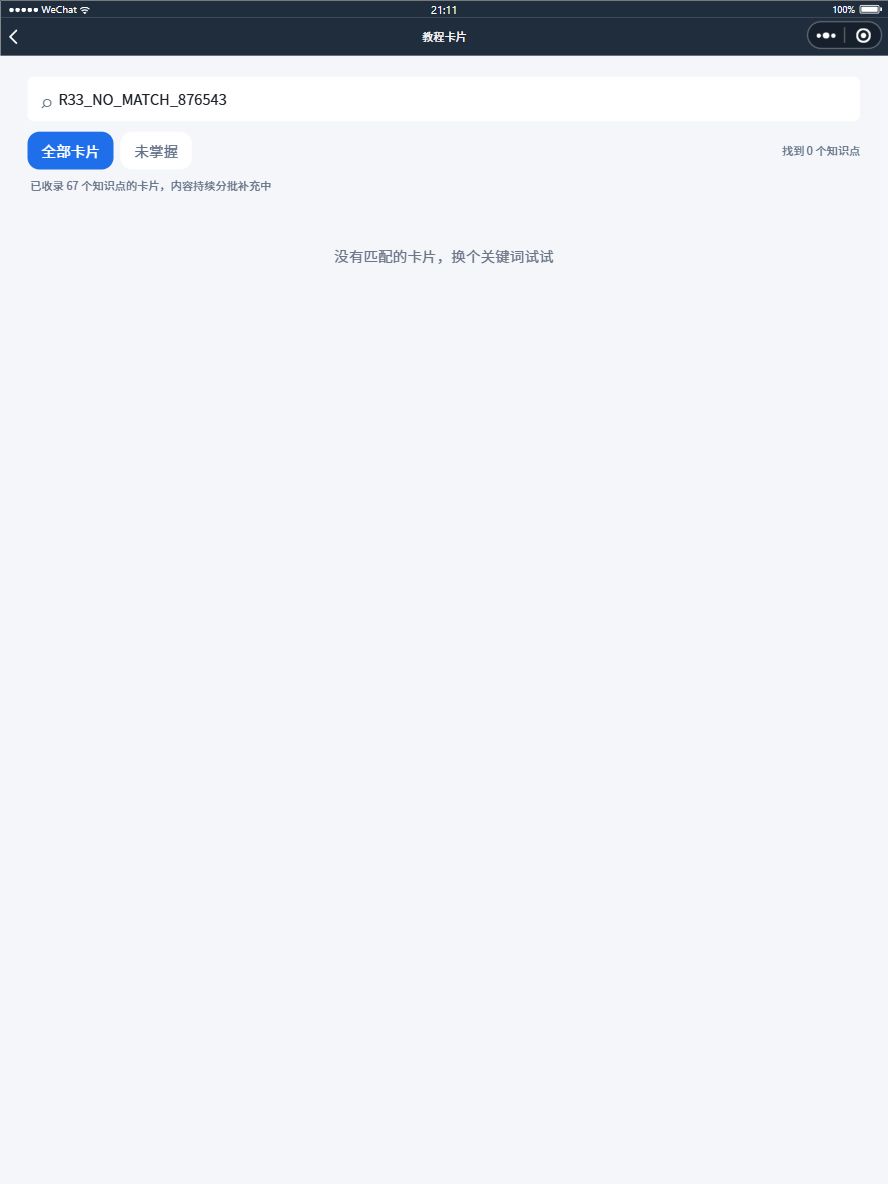 WeChat 21:11 100%
教程卡片
R33_NO_MATCH_876543
全部卡片 未掌握 找到 0 个知识点
已收录 67 个知识点的卡片，内容持续分批补充中
没有匹配的卡片，换个关键词试试